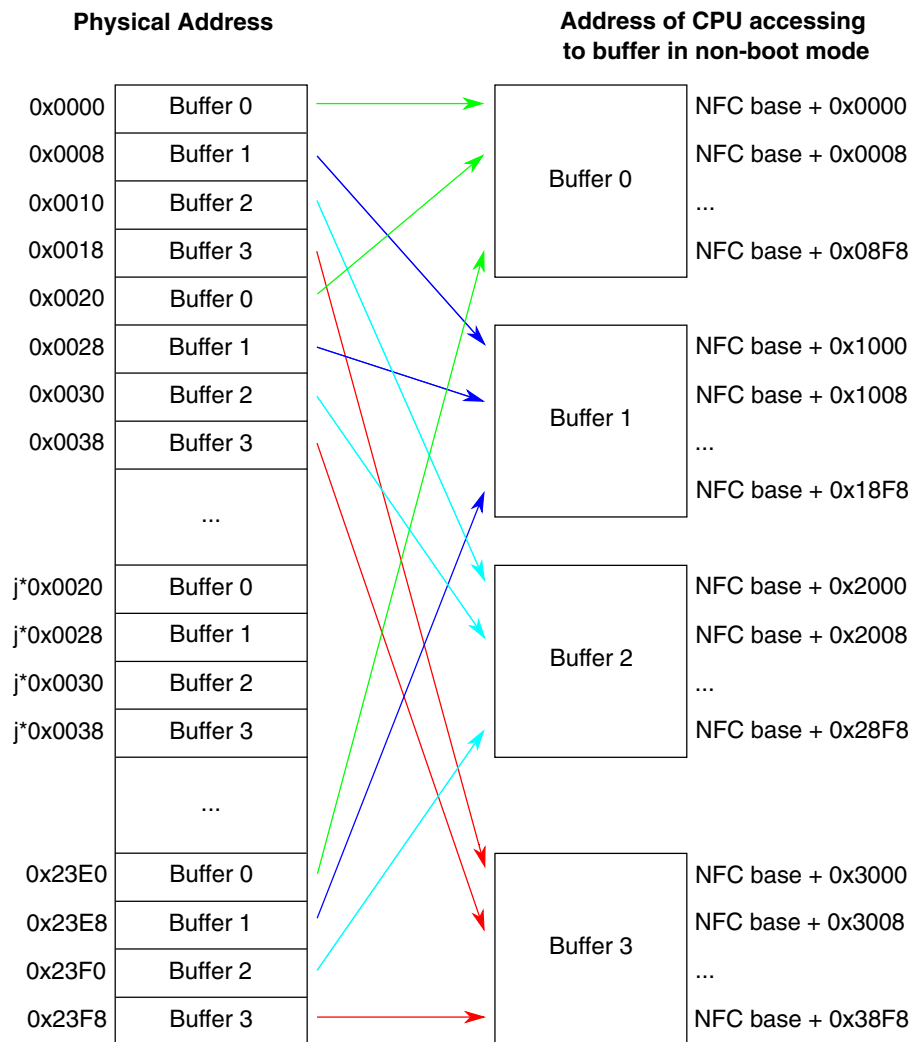 Physical Address
Address of CPU accessing
to buffer in non-boot mode
0x0000 Buffer 0
0x0008 Buffer 1
0x0010 Buffer 2
0x0018 Buffer 3
0x0020 Buffer 0
0x0028 Buffer 1
0x0030 Buffer 2
0x0038 Buffer 3
...
j*0x0020 Buffer 0
j*0x0028 Buffer 1
j*0x0030 Buffer 2
j*0x0038 Buffer 3
...
0x23E0 Buffer 0
0x23E8 Buffer 1
0x23F0 Buffer 2
0x23F8 Buffer 3
Buffer 0
NFC base + 0x0000
NFC base + 0x0008
...
NFC base + 0x08F8
Buffer 1
NFC base + 0x1000
NFC base + 0x1008
...
NFC base + 0x18F8
Buffer 2
NFC base + 0x2000
NFC base + 0x2008
...
NFC base + 0x28F8
Buffer 3
NFC base + 0x3000
NFC base + 0x3008
...
NFC base + 0x38F8